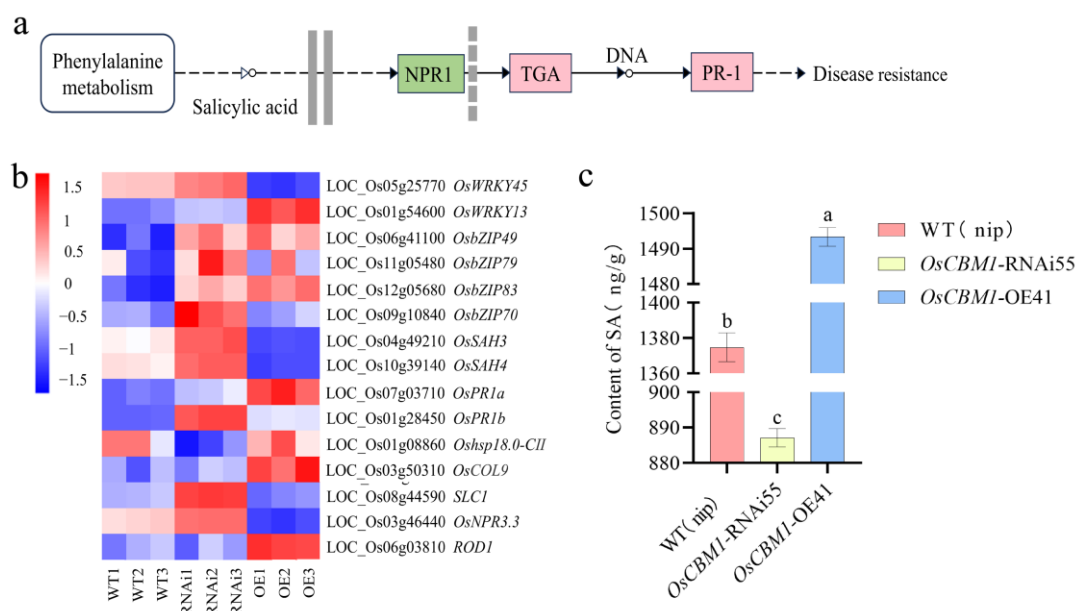 a
Phenylalanine
metabolism
Salicylic acid
NPR1
TGA
DNA
PR-1
Disease resistance
b
1.5
1
0.5
0
−0.5
−1
−1.5
LOC_Os05g25770 OsWRKY45
LOC_Os01g54600 OsWRKY13
LOC_Os06g41100 OsbZIP49
LOC_Os11g05480 OsbZIP79
LOC_Os12g05680 OsbZIP83
LOC_Os09g10840 OsbZIP70
LOC_Os04g49210 OsSAH3
LOC_Os10g39140 OsSAH4
LOC_Os07g03710 OsPR1a
LOC_Os01g28450 OsPR1b
LOC_Os01g08860 Oshsp18.0-CII
LOC_Os03g50310 OsCOL9
LOC_Os08g44590 SLC1
LOC_Os03g46440 OsNPR3.3
LOC_Os06g03810 ROD1
WT1
WT2
WT3
RNAi1
RNAi2
RNAi3
OE1
OE2
OE3
c
Content of SA( ng/g)
1500
1490
1480
1400
1380
1360
900
890
880
b
c
a
WT( nip)
OsCBM1-RNAi55
OsCBM1-OE41
WT( nip)
OsCBM1-RNAi55
OsCBM1-OE41